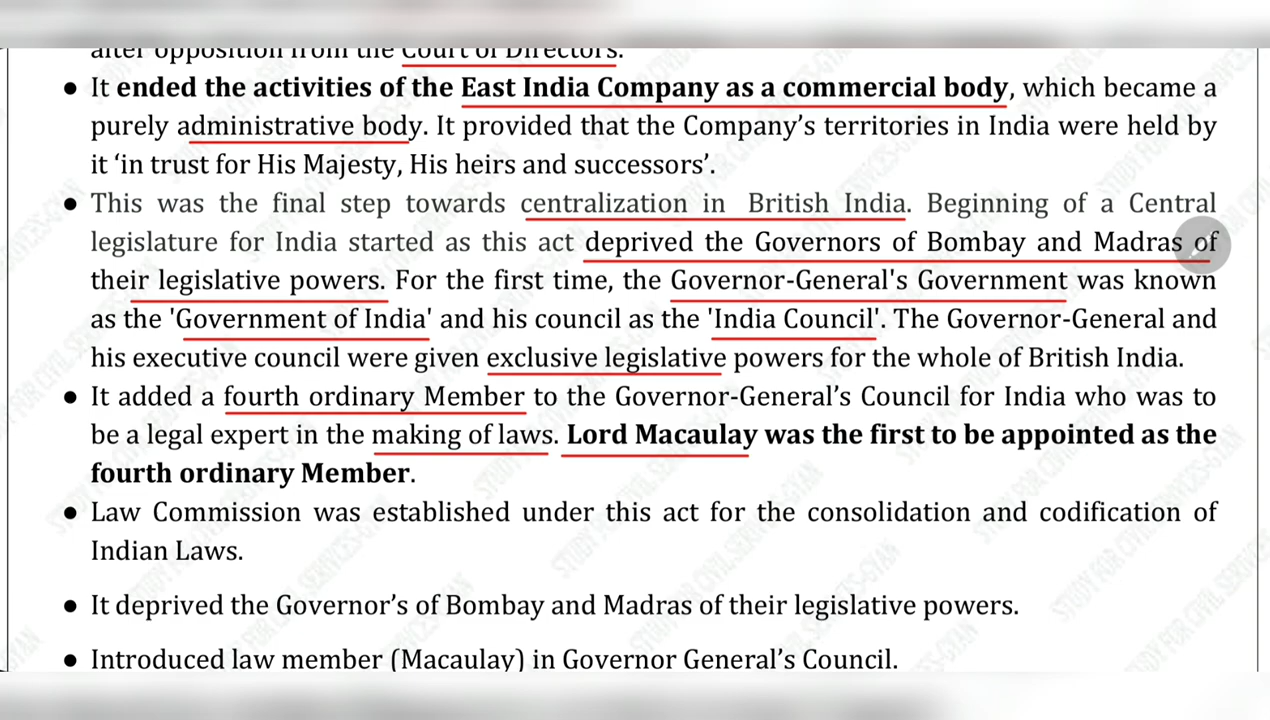 after opposition from the Court of Directors.
● It ended the activities of the East India Company as a commercial body, which became a
purely administrative body. It provided that the Company’s territories in India were held by
it ‘in trust for His Majesty, His heirs and successors’.
● This was the final step towards centralization in British India. Beginning of a Central
legislature for India started as this act deprived the Governors of Bombay and Madras of
their legislative powers. For the first time, the Governor-General's Government was known
as the 'Government of India' and his council as the 'India Council'. The Governor-General and
his executive council were given exclusive legislative powers for the whole of British India.
● It added a fourth ordinary Member to the Governor-General’s Council for India who was to
be a legal expert in the making of laws. Lord Macaulay was the first to be appointed as the
fourth ordinary Member.
● Law Commission was established under this act for the consolidation and codification of
Indian Laws.
● It deprived the Governor’s of Bombay and Madras of their legislative powers.
● Introduced law member (Macaulay) in Governor General’s Council.